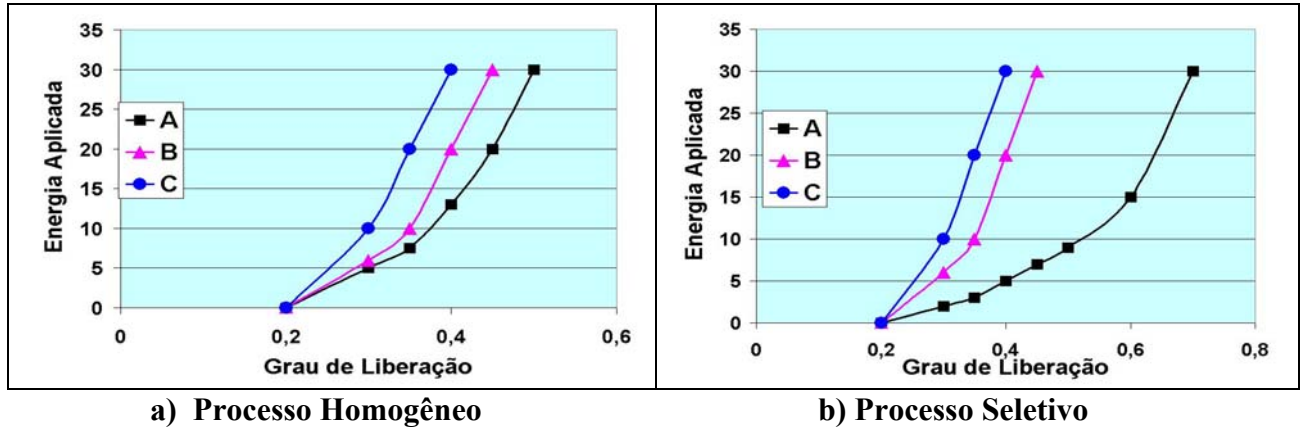 35
30
25
20
15
10
5
0
Energia Aplicada
A
B
C
0
0,2
0,4
0,6
Grau de Liberação
35
30
25
20
15
10
5
0
Energia Aplicada
A
B
C
0
0,2
0,4
0,6
0,8
Grau de Liberação
a) Processo Homogêneo
b) Processo Seletivo